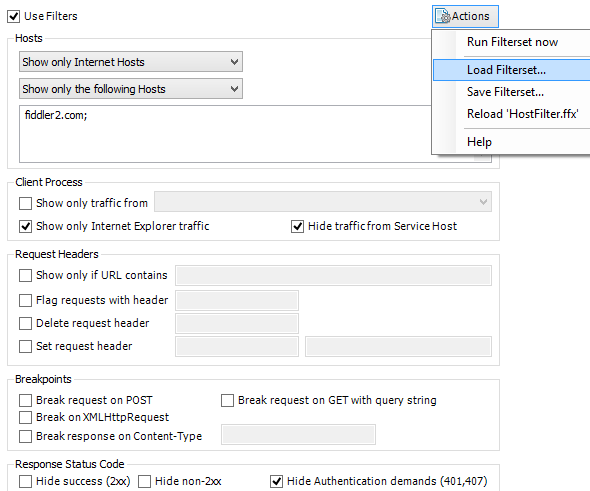 Use Filters
Actions
Run Filterset now
Load Filterset...
Save Filterset...
Reload 'HostFilter.ffx'
Help
Hosts
Show only Internet Hosts
Show only the following Hosts
fiddler2.com;
Client Process
Show only traffic from
Show only Internet Explorer traffic Hide traffic from Service Host
Request Headers
Show only if URL contains
Flag requests with header
Delete request header
Set request header
Breakpoints
Break request on POST Break request on GET with query string
Break on XMLHttpRequest
Break response on Content-Type
Response Status Code
Hide success (2xx) Hide non-2xx Hide Authentication demands (401,407)